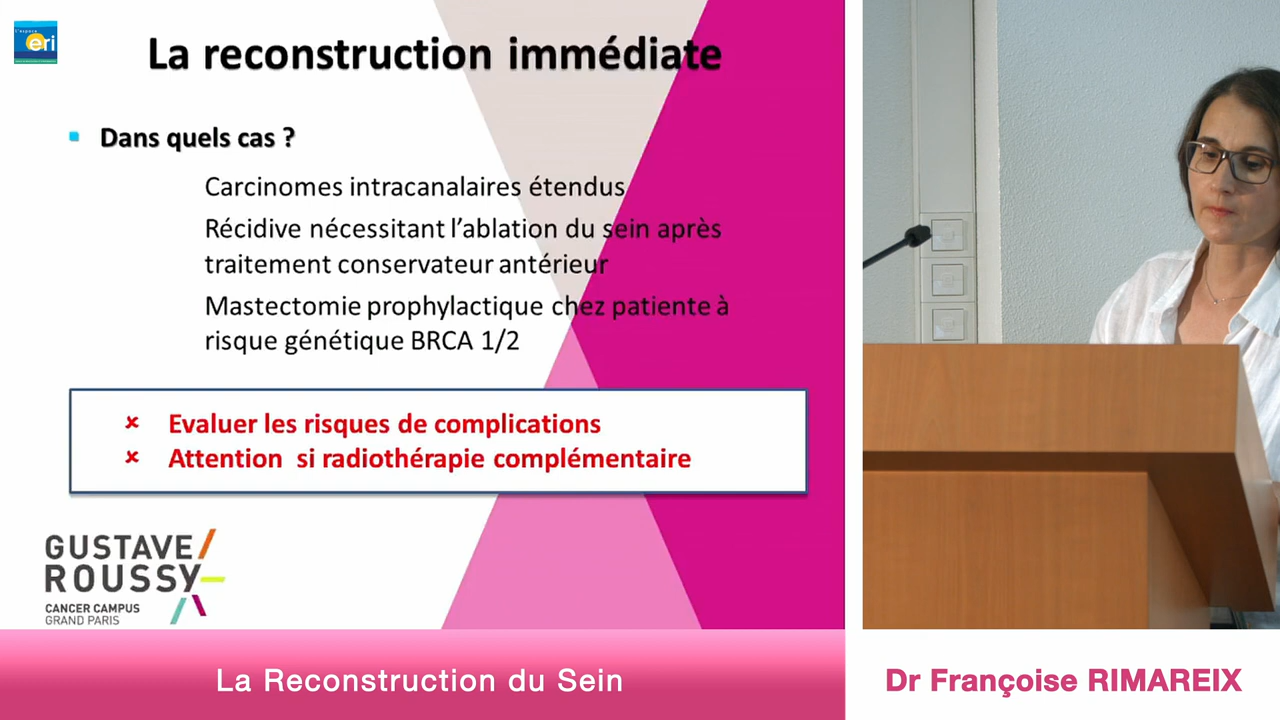 l'espace
eri
La reconstruction immédiate
Dans quels cas ?
Carcinomes intracanalaires étendus
Récidive nécessitant l'ablation du sein après
traitement conservateur antérieur
Mastectomie prophylactique chez patiente à
risque génétique BRCA 1/2
Evaluer les risques de complications
Attention si radiothérapie complémentaire
GUSTAVE
ROUSSY
CANCER CAMPUS
GRAND PARIS
La Reconstruction du Sein
Dr Françoise RIMAREIX